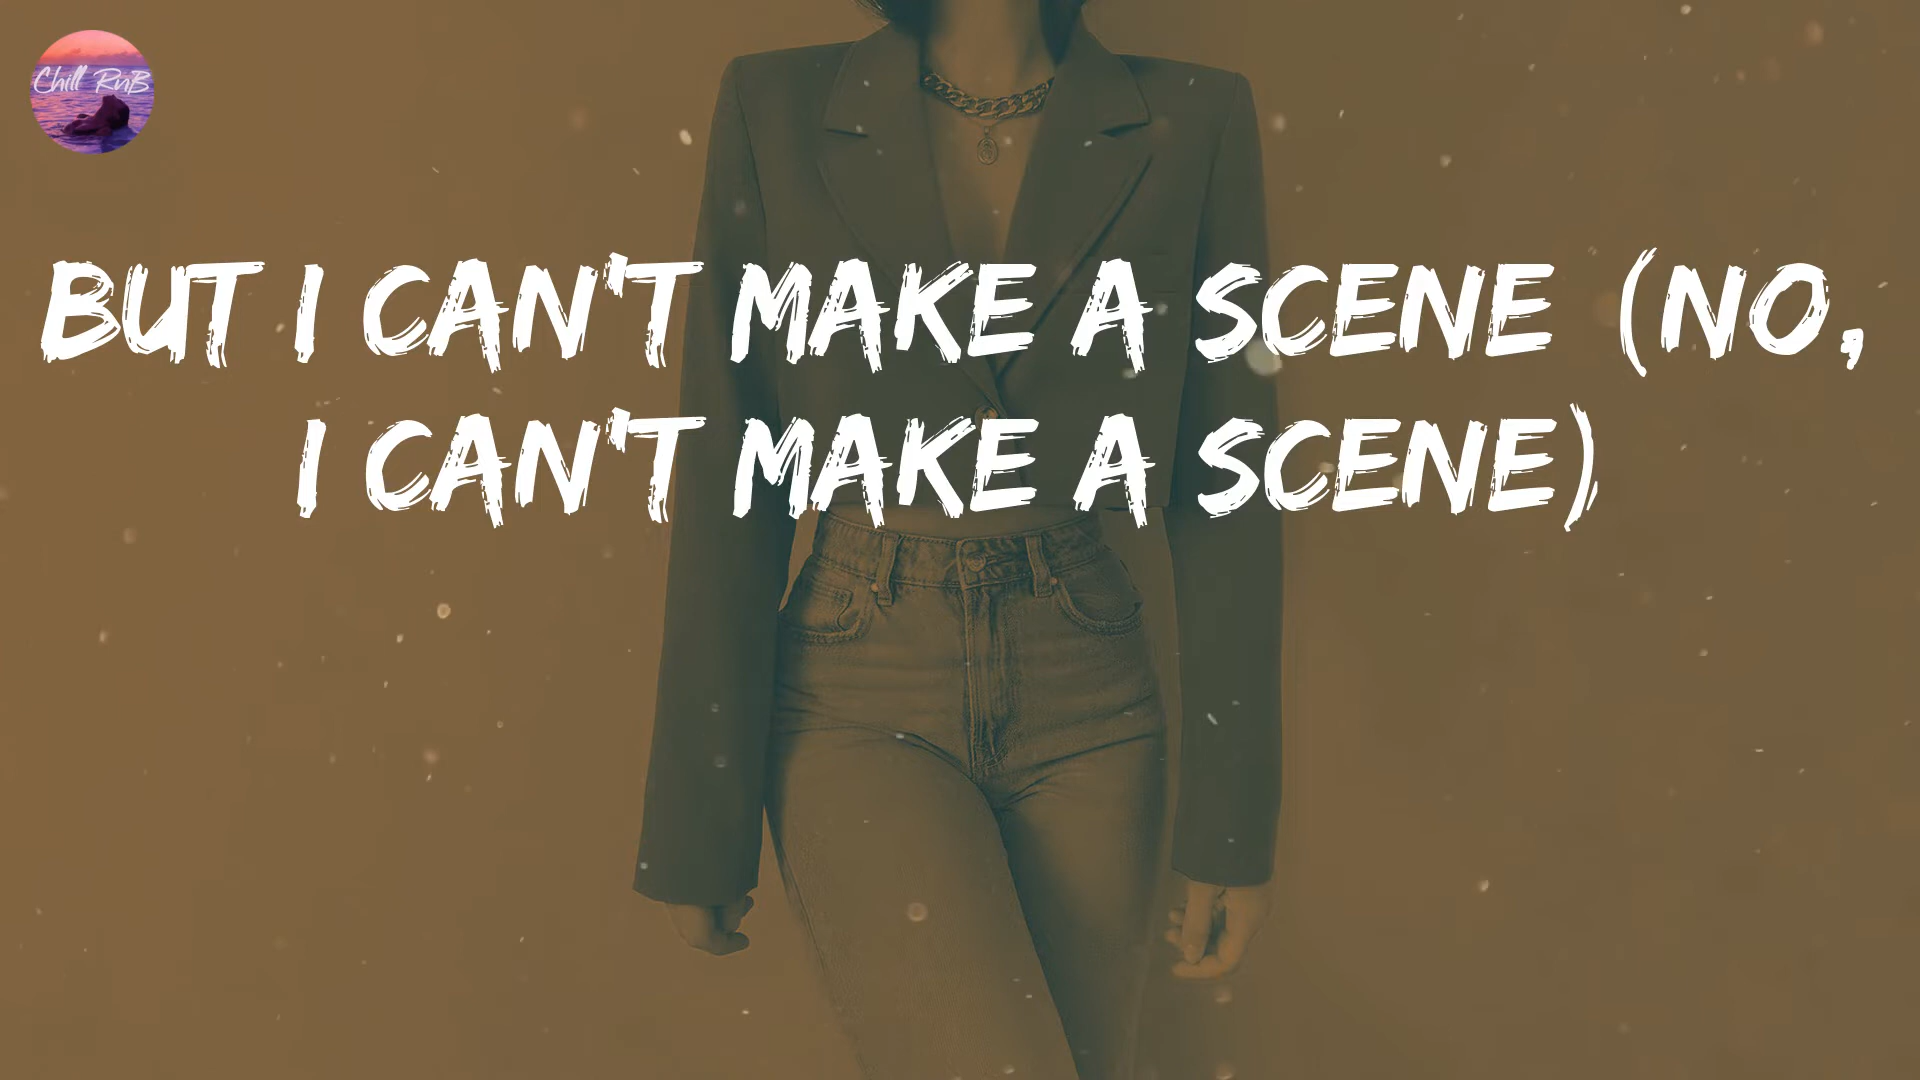 Chill RnB
BUT I CAN'T MAKE A SCENE (NO,
I CAN'T MAKE A SCENE)